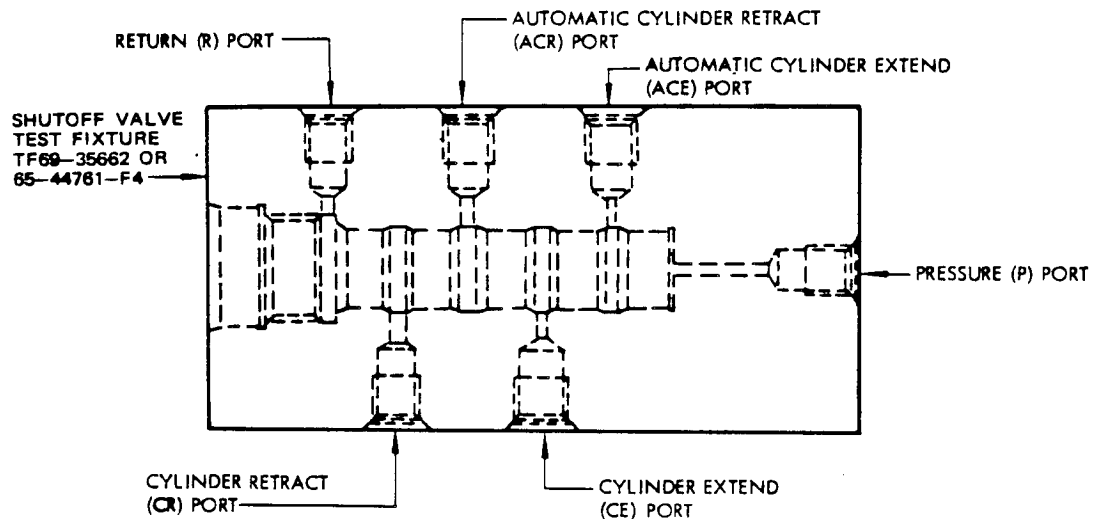 AUTOMATIC CYLINDER RETRACT
(ACR) PORT
RETURN (R) PORT
AUTOMATIC CYLINDER EXTEND
(ACE) PORT
SHUTOFF VALVE
TEST FIXTURE
TF69-35662 OR
65-44761-F4
PRESSURE (P) PORT
CYLINDER RETRACT
(CR) PORT
CYLINDER EXTEND
(CE) PORT